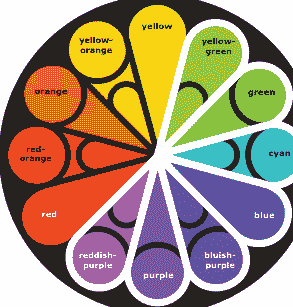 yellow
yellow-
green
green
cyan
blue
bluish-
purple
purple
reddish-
purple
red
red-
orange
orange
yellow-
orange